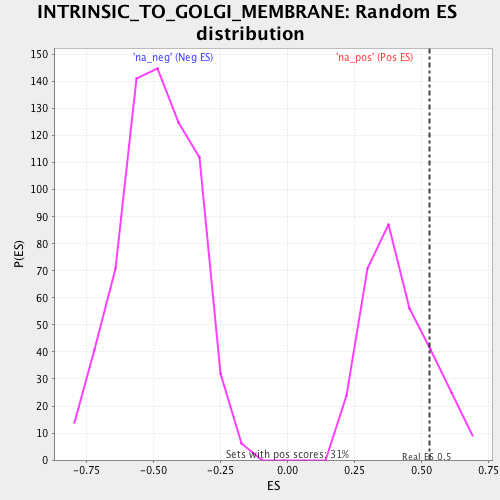 INTRINSIC_TO_GOLGI_MEMBRANE: Random ES
distribution
'na_neg' (Neg ES)
'na_pos' (Pos ES)
P(ES)
150
140
130
120
110
100
90
80
70
60
50
40
30
20
10
0
Sets with pos scores: 31%
Real ES 0.5
-0.75
-0.50
-0.25
0.00
0.25
0.50
0.75
ES